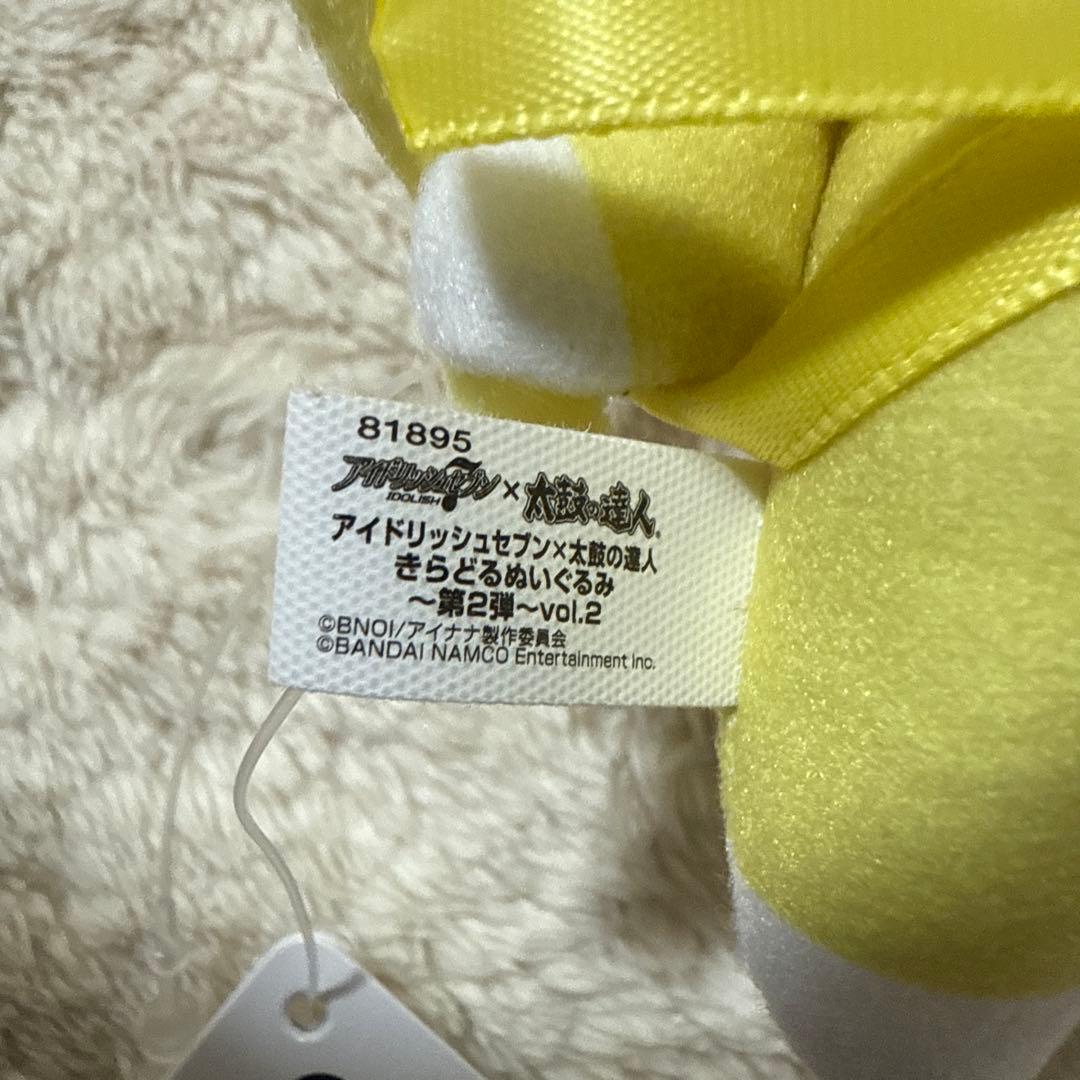 81895
アイドリッシュセブン IDOLiSH7 × 太鼓の達人
アイドリッシュセブン×太鼓の達人
きらどるぬいぐるみ
～第2弾～vol.2
©BNOI/アイナナ製作委員会
©BANDAI NAMCO Entertainment Inc.